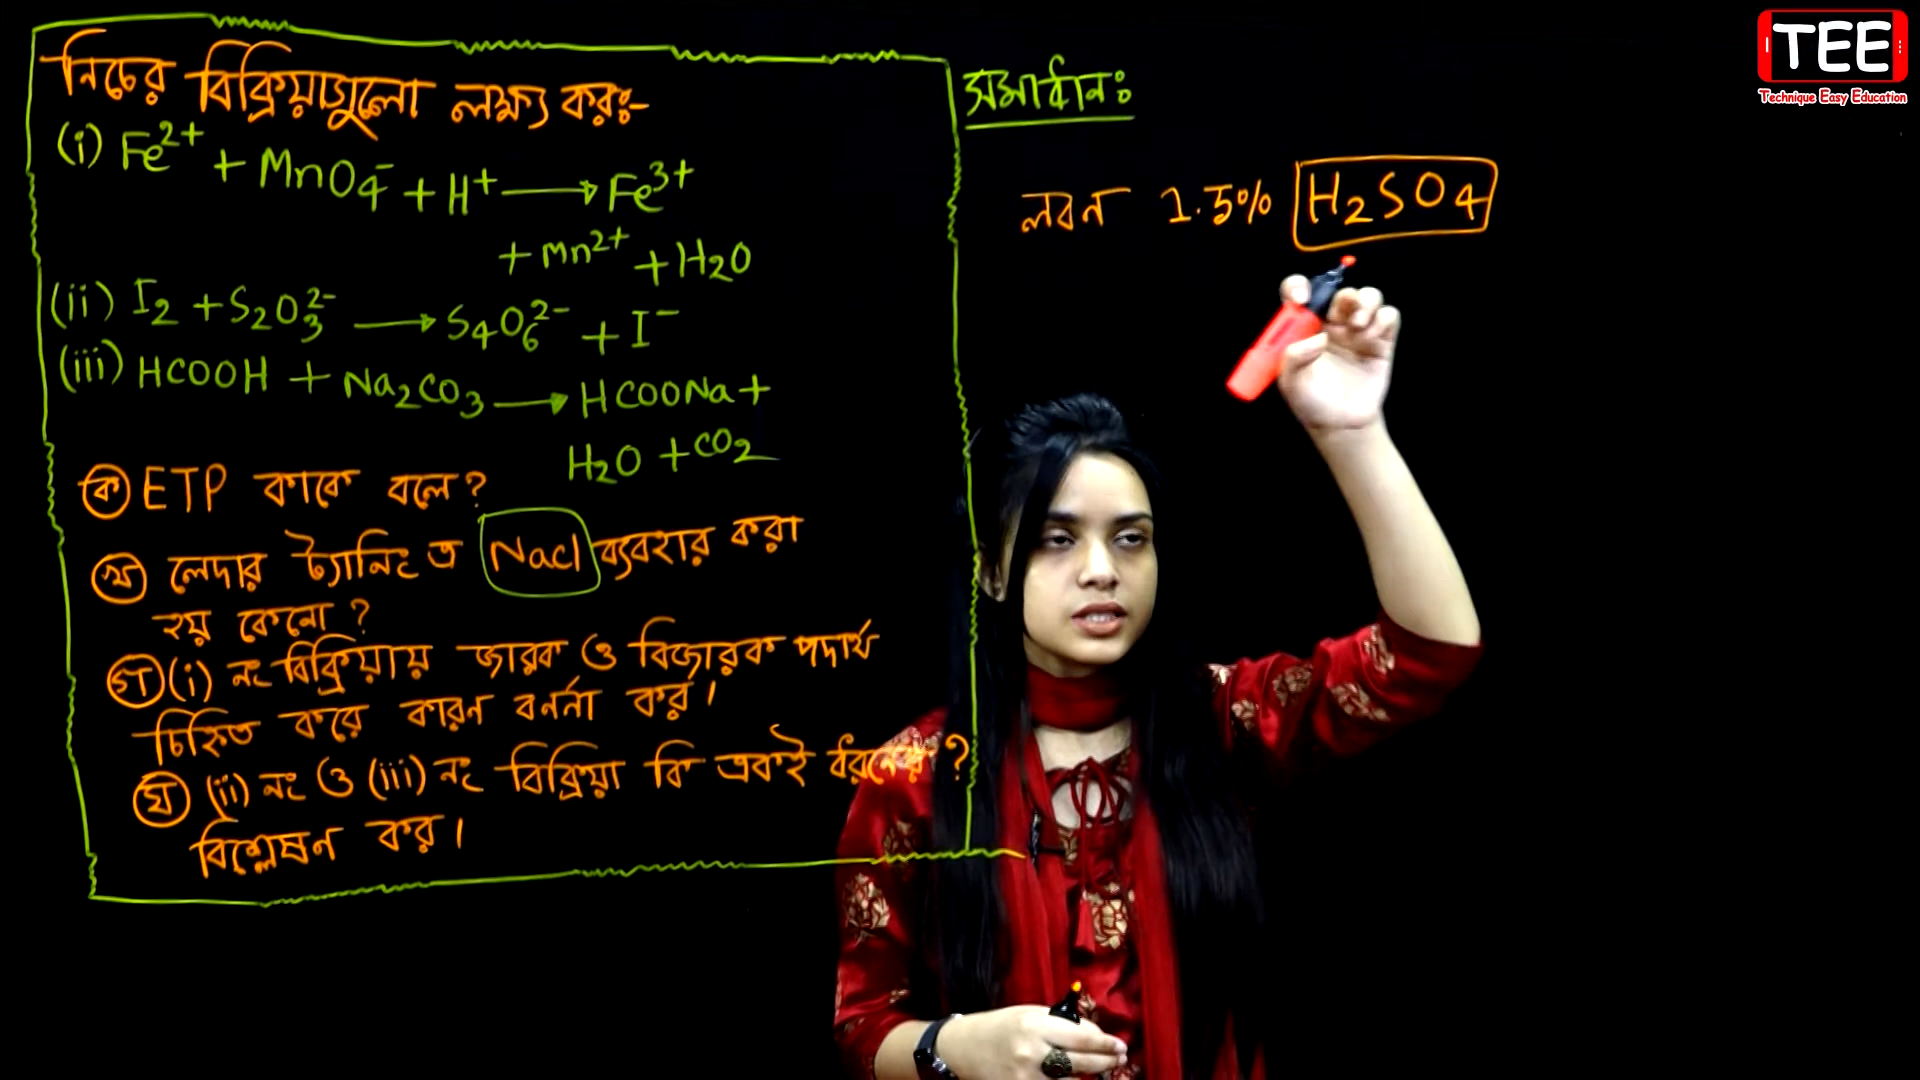 নিচের বিক্রিয়াগুলো লক্ষ্য করঃ-
(i) Fe²⁺ + MnO₄⁻ + H⁺ ⟶ Fe³⁺
+ Mn²⁺ + H₂O
(ii) I₂ + S₂O₃²⁻ ⟶ S₄O₆²⁻ + I⁻
(iii) HCOOH + Na₂CO₃ ⟶ HCOONa +
H₂O + CO₂
ক ETP কাকে বলে?
খ লেদার ট্যানিং এ NaCl ব্যবহার করা
হয় কেনো?
গ (i) নং বিক্রিয়ায় জারক ও বিজারক পদার্থ
চিহ্নিত করে কারন বর্ননা কর।
ঘ (ii) নং ও (iii) নং বিক্রিয়া কি একই ধরনের?
বিশ্লেষন কর।
সমাধান:
লবন 1.5% H₂SO₄
TEE
Technique Easy Education